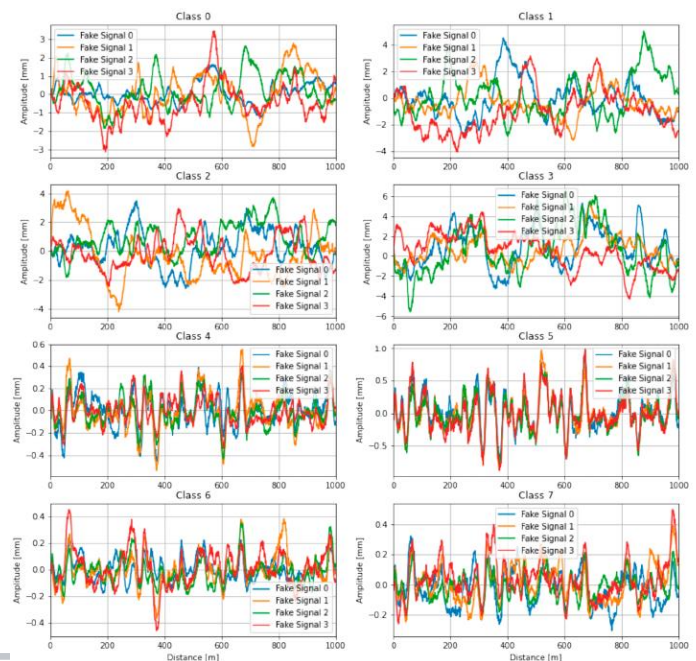 Class 0
Amplitude [mm]
3
2
1
0
−1
−2
−3
Fake Signal 0
Fake Signal 1
Fake Signal 2
Fake Signal 3
0 200 400 600 800 1000
Class 1
Amplitude [mm]
4
2
0
−2
−4
Fake Signal 0
Fake Signal 1
Fake Signal 2
Fake Signal 3
0 200 400 600 800 1000
Class 2
Amplitude [mm]
4
2
0
−2
−4
Fake Signal 0
Fake Signal 1
Fake Signal 2
Fake Signal 3
0 200 400 600 800 1000
Class 3
Amplitude [mm]
6
4
2
0
−2
−4
−6
Fake Signal 0
Fake Signal 1
Fake Signal 2
Fake Signal 3
0 200 400 600 800 1000
Class 4
Amplitude [mm]
0.6
0.4
0.2
0.0
−0.2
−0.4
Fake Signal 0
Fake Signal 1
Fake Signal 2
Fake Signal 3
0 200 400 600 800 1000
Class 5
Amplitude [mm]
1.0
0.5
0.0
−0.5
Fake Signal 0
Fake Signal 1
Fake Signal 2
Fake Signal 3
0 200 400 600 800 1000
Class 6
Amplitude [mm]
0.4
0.2
0.0
−0.2
−0.4
Fake Signal 0
Fake Signal 1
Fake Signal 2
Fake Signal 3
0 200 400 600 800 1000
Distance [m]
Class 7
Amplitude [mm]
0.4
0.2
0.0
−0.2
Fake Signal 0
Fake Signal 1
Fake Signal 2
Fake Signal 3
0 200 400 600 800 1000
Distance [m]